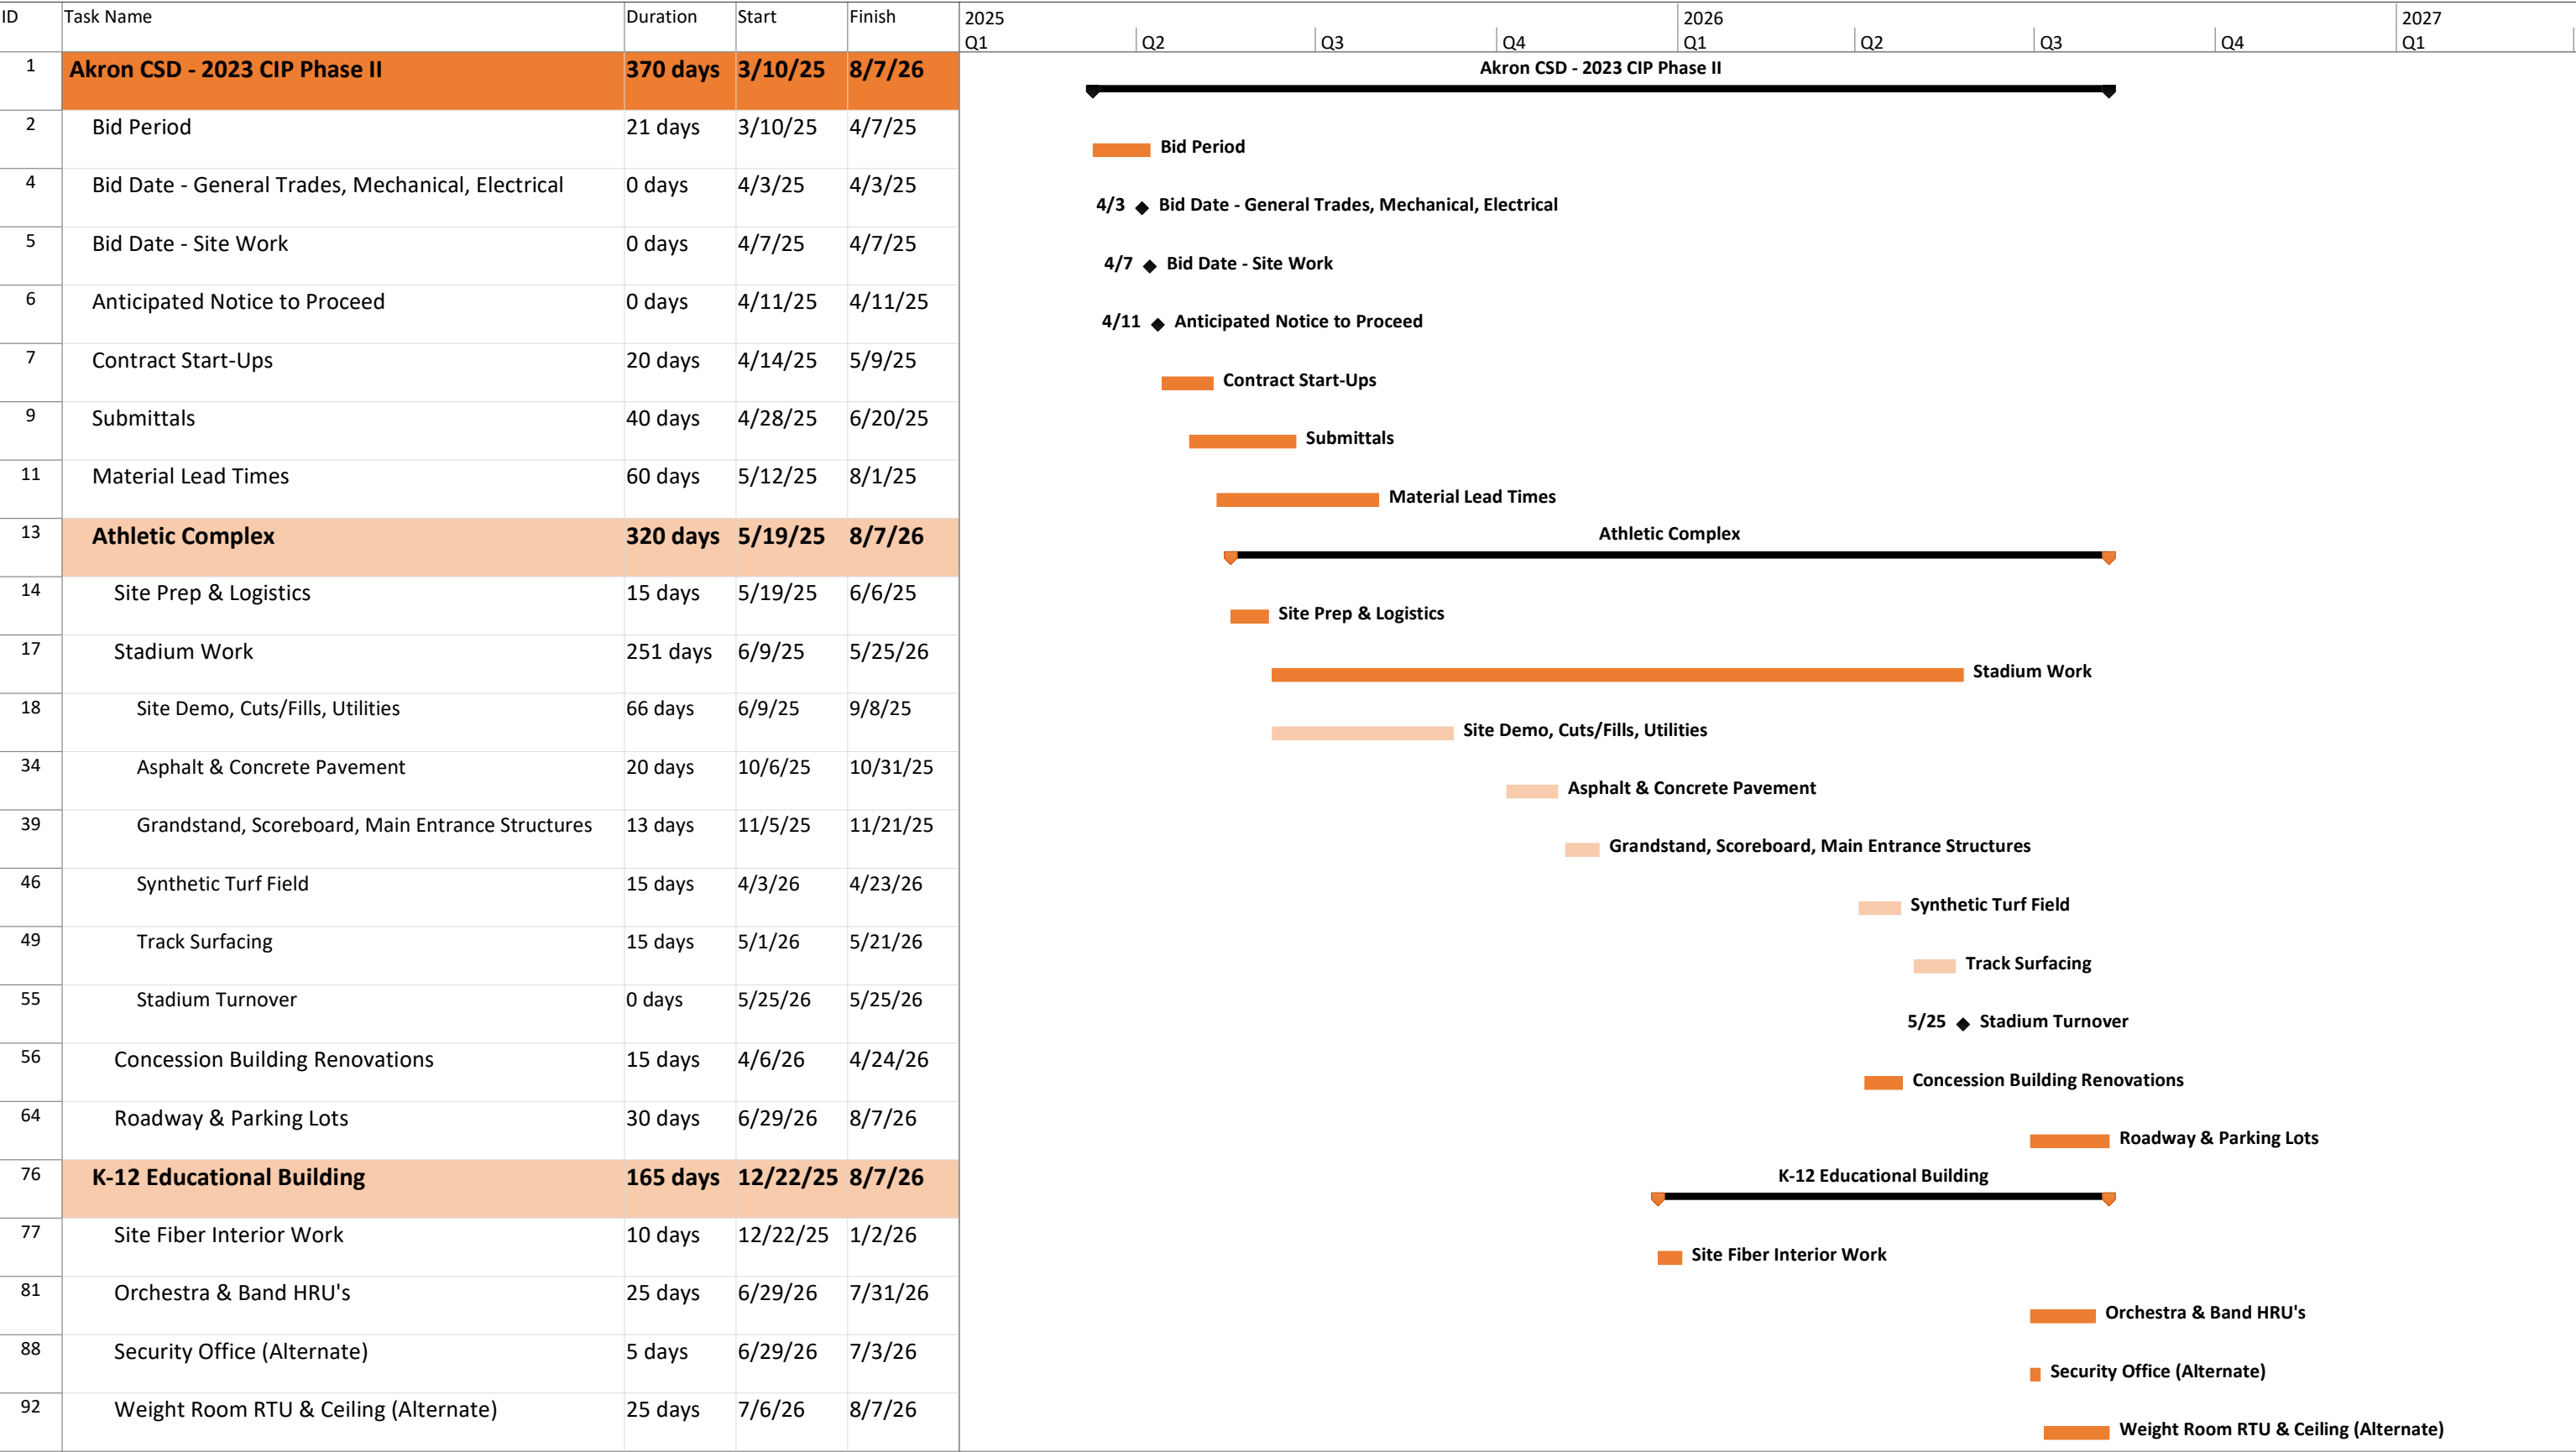 ID Task Name Duration Start Finish 2025 2026 2027
Q1 Q2 Q3 Q4 Q1 Q2 Q3 Q4 Q1
1 Akron CSD - 2023 CIP Phase II 370 days 3/10/25 8/7/26 Akron CSD - 2023 CIP Phase II
2 Bid Period 21 days 3/10/25 4/7/25 Bid Period
4 Bid Date - General Trades, Mechanical, Electrical 0 days 4/3/25 4/3/25 4/3 Bid Date - General Trades, Mechanical, Electrical
5 Bid Date - Site Work 0 days 4/7/25 4/7/25 4/7 Bid Date - Site Work
6 Anticipated Notice to Proceed 0 days 4/11/25 4/11/25 4/11 Anticipated Notice to Proceed
7 Contract Start-Ups 20 days 4/14/25 5/9/25 Contract Start-Ups
9 Submittals 40 days 4/28/25 6/20/25 Submittals
11 Material Lead Times 60 days 5/12/25 8/1/25 Material Lead Times
13 Athletic Complex 320 days 5/19/25 8/7/26 Athletic Complex
14 Site Prep & Logistics 15 days 5/19/25 6/6/25 Site Prep & Logistics
17 Stadium Work 251 days 6/9/25 5/25/26 Stadium Work
18 Site Demo, Cuts/Fills, Utilities 66 days 6/9/25 9/8/25 Site Demo, Cuts/Fills, Utilities
34 Asphalt & Concrete Pavement 20 days 10/6/25 10/31/25 Asphalt & Concrete Pavement
39 Grandstand, Scoreboard, Main Entrance Structures 13 days 11/5/25 11/21/25 Grandstand, Scoreboard, Main Entrance Structures
46 Synthetic Turf Field 15 days 4/3/26 4/23/26 Synthetic Turf Field
49 Track Surfacing 15 days 5/1/26 5/21/26 Track Surfacing
55 Stadium Turnover 0 days 5/25/26 5/25/26 5/25 Stadium Turnover
56 Concession Building Renovations 15 days 4/6/26 4/24/26 Concession Building Renovations
64 Roadway & Parking Lots 30 days 6/29/26 8/7/26 Roadway & Parking Lots
76 K-12 Educational Building 165 days 12/22/25 8/7/26 K-12 Educational Building
77 Site Fiber Interior Work 10 days 12/22/25 1/2/26 Site Fiber Interior Work
81 Orchestra & Band HRU's 25 days 6/29/26 7/31/26 Orchestra & Band HRU's
88 Security Office (Alternate) 5 days 6/29/26 7/3/26 Security Office (Alternate)
92 Weight Room RTU & Ceiling (Alternate) 25 days 7/6/26 8/7/26 Weight Room RTU & Ceiling (Alternate)